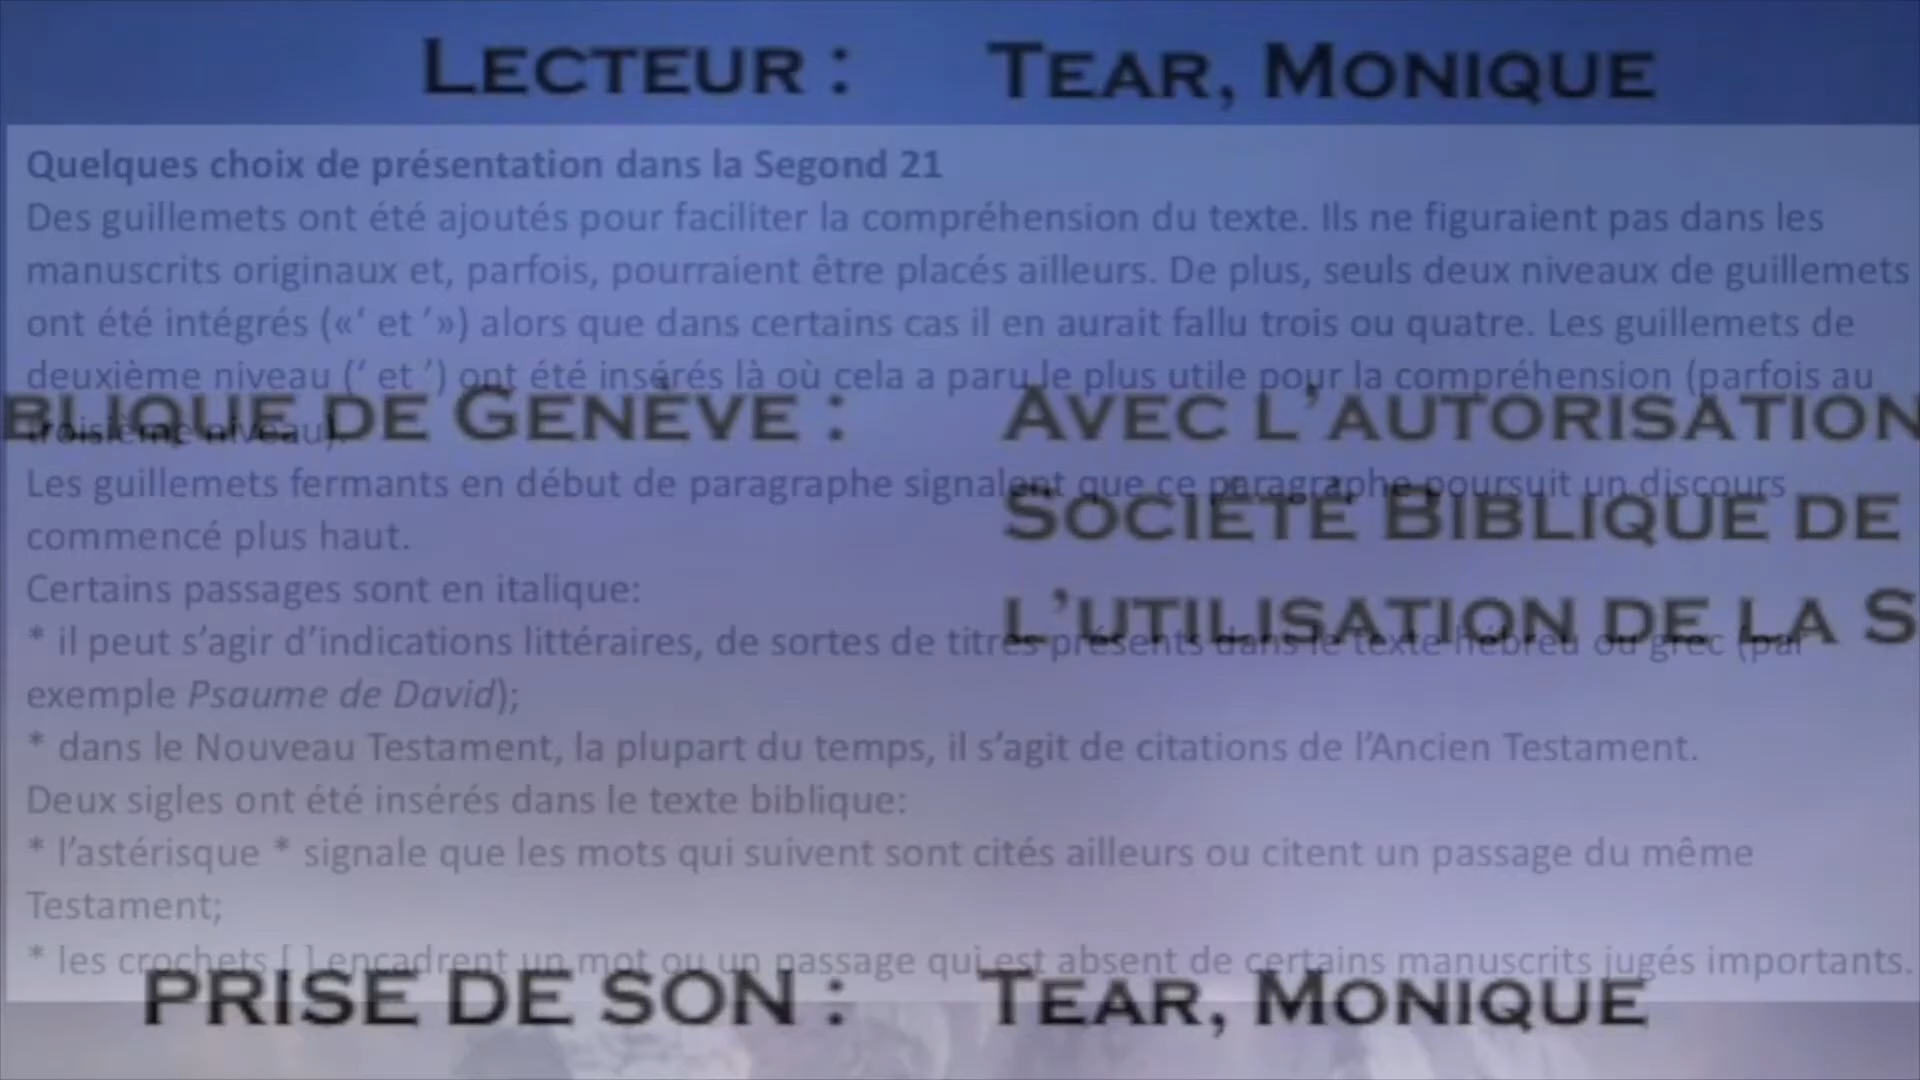 LECTEUR : TEAR, MONIQUE
Quelques choix de présentation dans la Segond 21
Des guillemets ont été ajoutés pour faciliter la compréhension du texte. Ils ne figuraient pas dans les
manuscrits originaux et, parfois, pourraient être placés ailleurs. De plus, seuls deux niveaux de guillemets
ont été intégrés («‘ et ’») alors que dans certains cas il en aurait fallu trois ou quatre. Les guillemets de
deuxième niveau (‘ et ’) ont été insérés là où cela a paru le plus utile pour la compréhension (parfois au
troisième niveau).
BLIQUE DE GENÈVE : AVEC L’AUTORISATION
Les guillemets fermants en début de paragraphe signalent que ce paragraphe poursuit un discours
SOCIÉTÉ BIBLIQUE DE
commencé plus haut.
Certains passages sont en italique:
L’UTILISATION DE LA S
* il peut s’agir d’indications littéraires, de sortes de titres présents dans le texte hébreu ou grec (par
exemple Psaume de David);
* dans le Nouveau Testament, la plupart du temps, il s’agit de citations de l’Ancien Testament.
Deux sigles ont été insérés dans le texte biblique:
* l’astérisque * signale que les mots qui suivent sont cités ailleurs ou citent un passage du même
Testament;
* les crochets [ ] encadrent un mot ou un passage qui est absent de certains manuscrits jugés importants.
PRISE DE SON : TEAR, MONIQUE